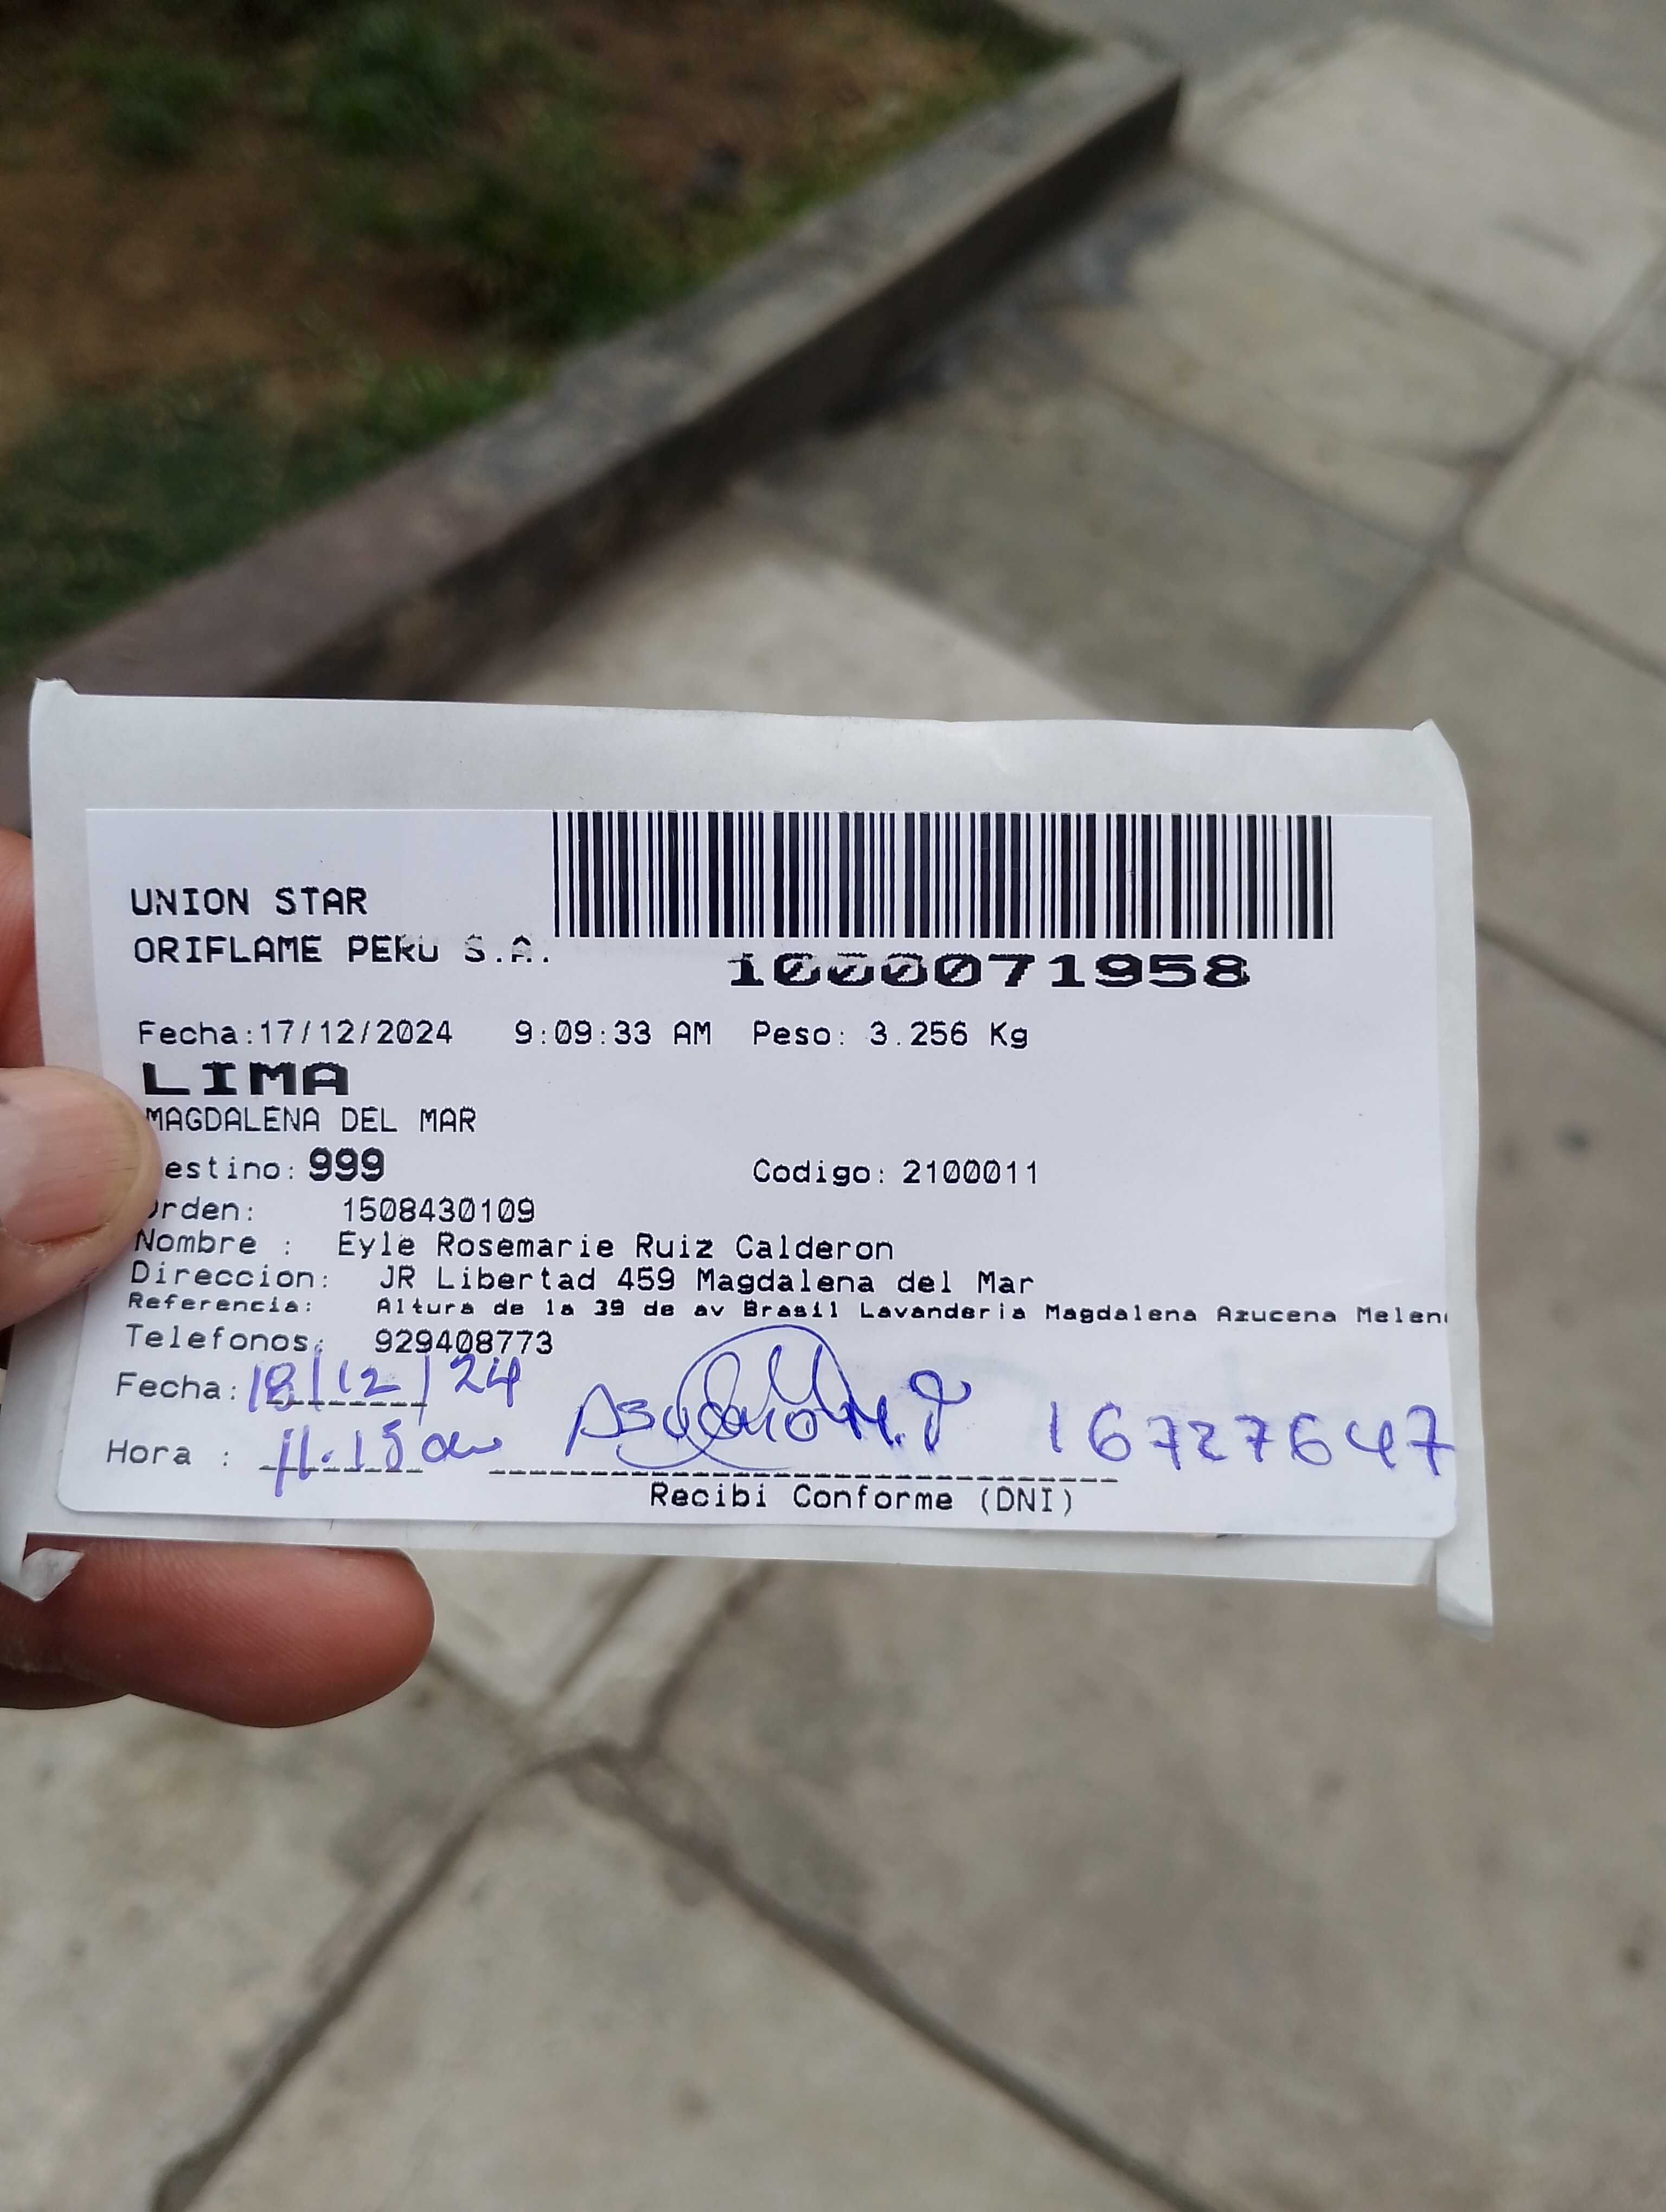 UNION STAR
ORIFLAME PERU S.A.
1000071958
Fecha:17/12/2024 9:09:33 AM Peso: 3.256 Kg
LIMA
MAGDALENA DEL MAR
estino: 999 Codigo: 2100011
Orden: 1508430109
Nombre : Eyle Rosemarie Ruiz Calderon
Direccion: JR Libertad 459 Magdalena del Mar
Referencia: Altura de la 39 de av Brasil Lavanderia Magdalena Azucena Melen
Telefonos: 929408773
Fecha: 18/12/24
Hora : 11.15 am 16727647
Recibi Conforme (DNI)